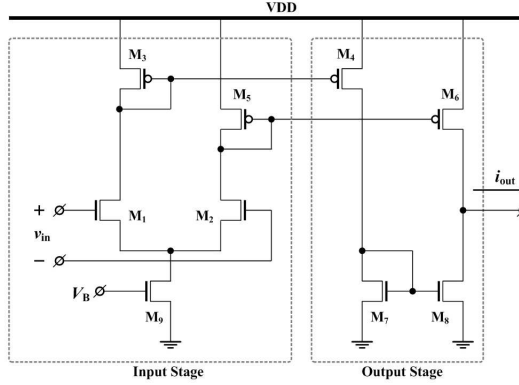 VDD
M3
M4
M5
M6
+
M1
M2
vin
−
iout
VB
M9
M7
M8
Input Stage
Output Stage